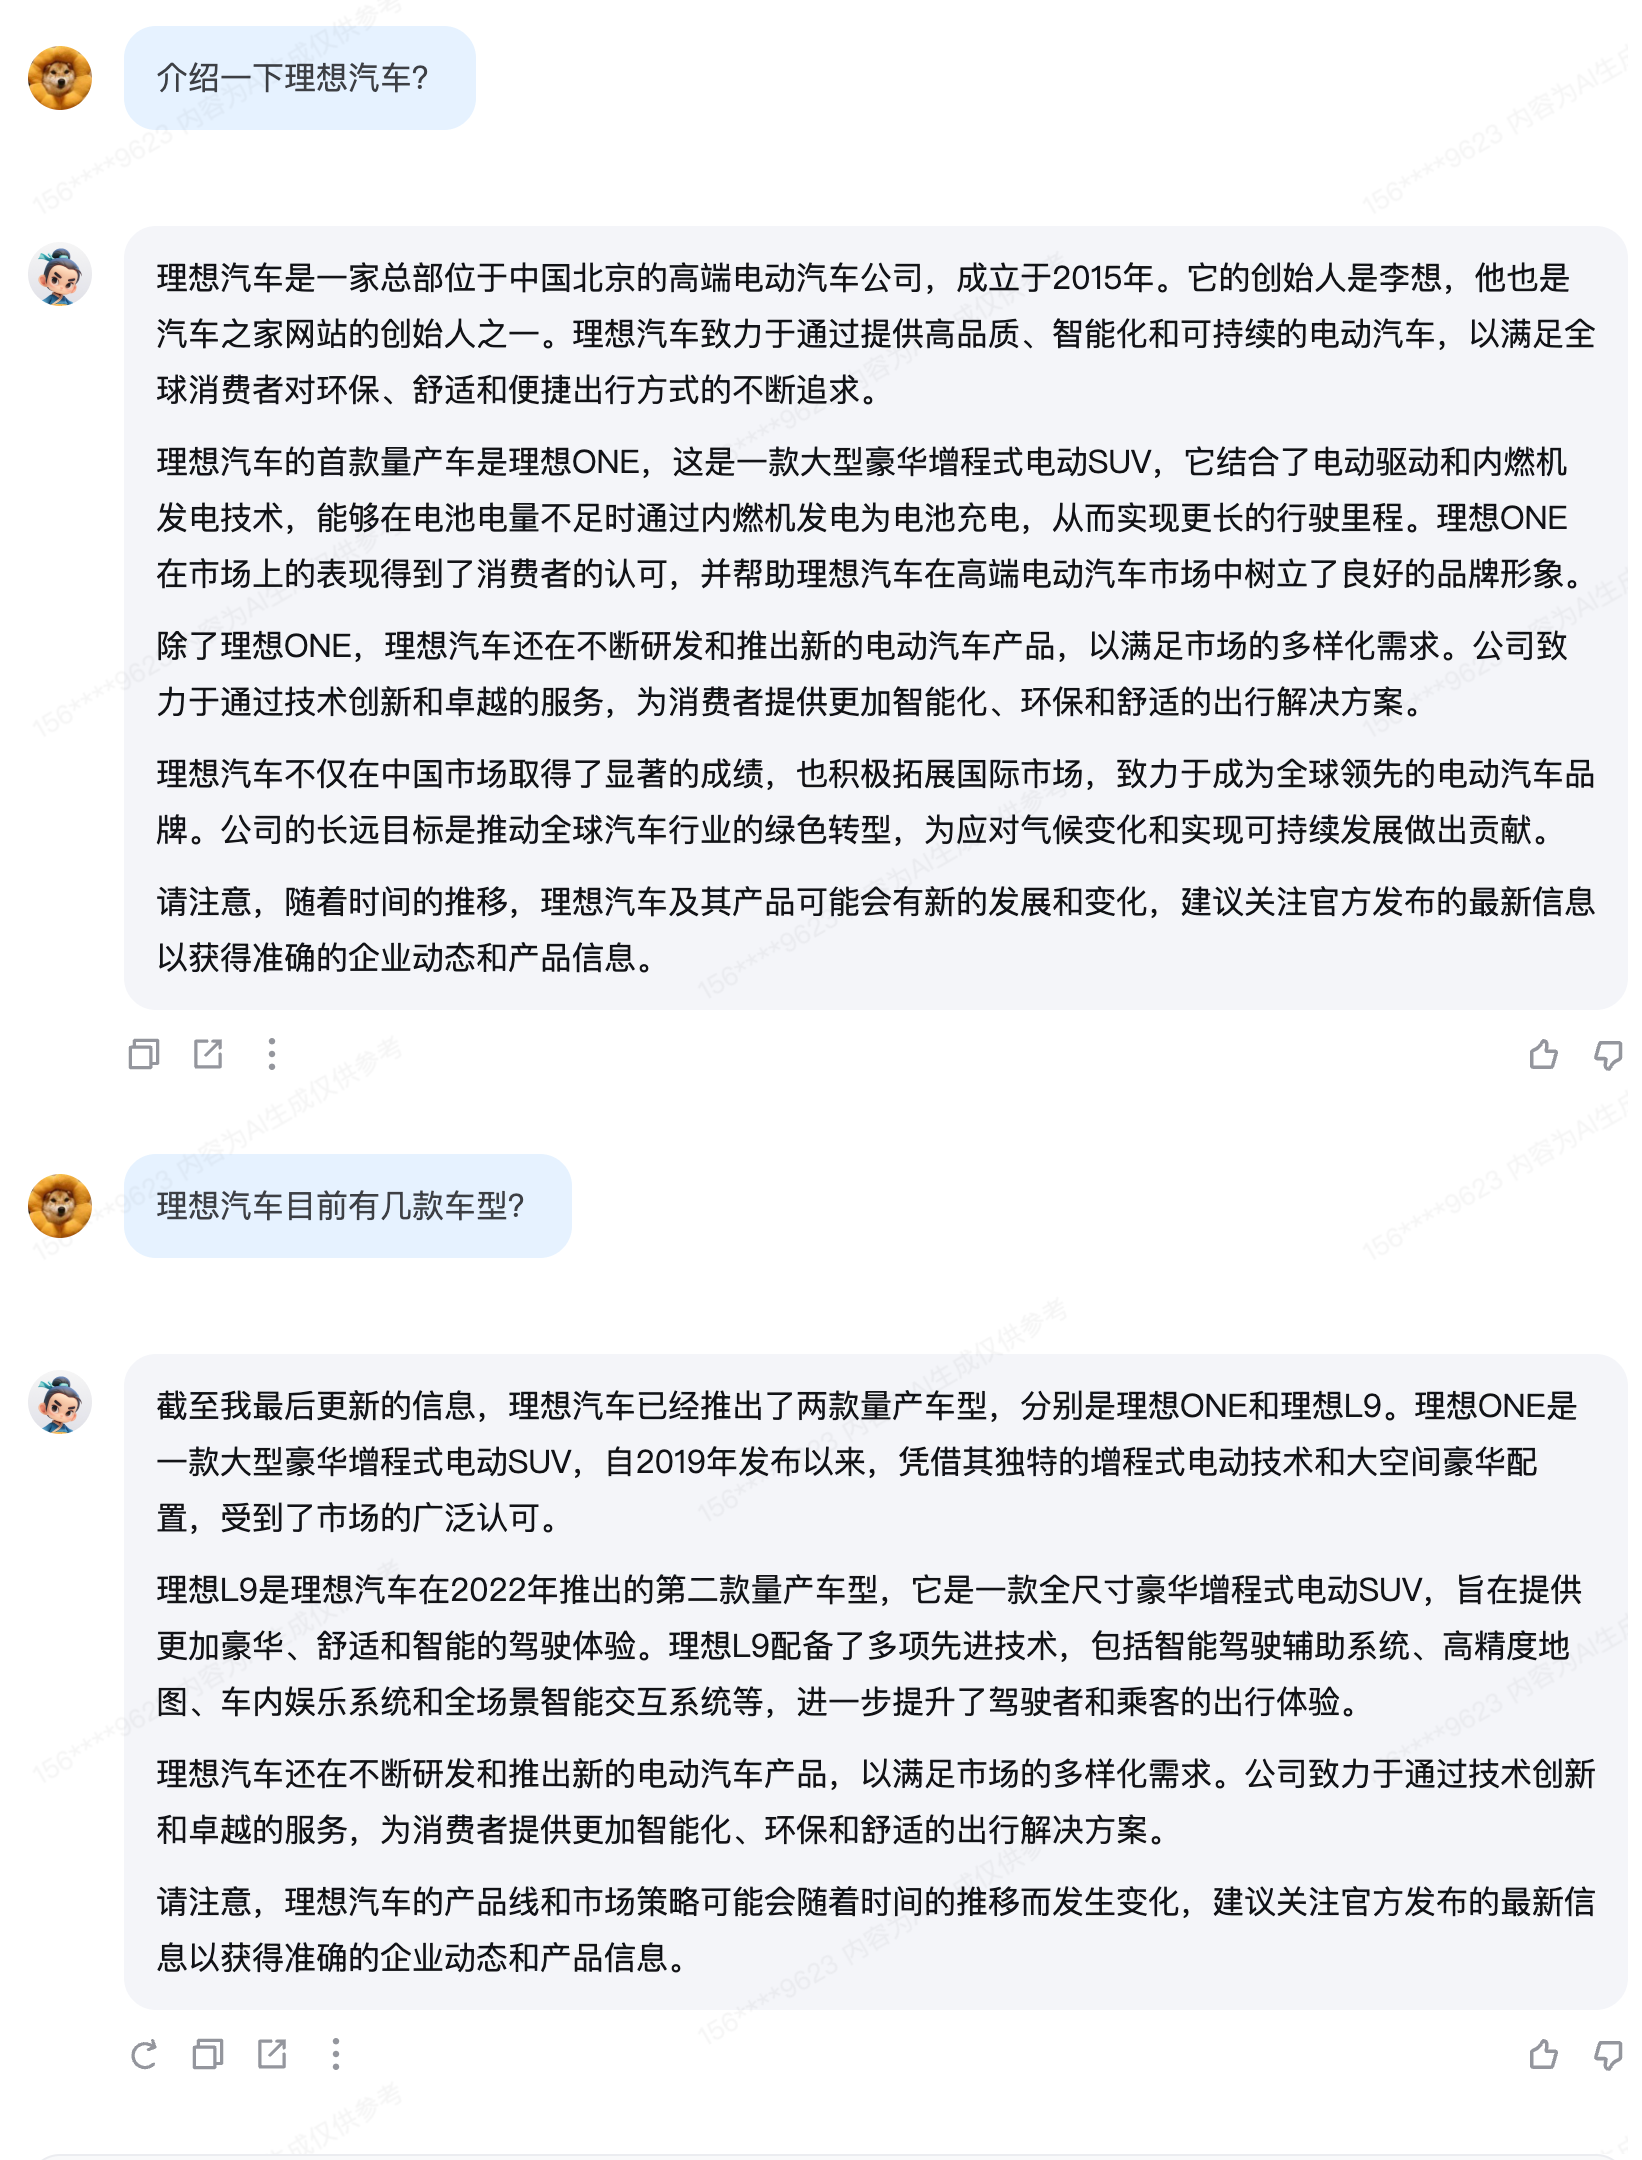 介绍一下理想汽车?
理想汽车是一家总部位于中国北京的高端电动汽车公司，成立于2015年。它的创始人是李想，他也是
汽车之家网站的创始人之一。理想汽车致力于通过提供高品质、智能化和可持续的电动汽车，以满足全
球消费者对环保、舒适和便捷出行方式的不断追求。
理想汽车的首款量产车是理想ONE，这是一款大型豪华增程式电动SUV，它结合了电动驱动和内燃机
发电技术，能够在电池电量不足时通过内燃机发电为电池充电，从而实现更长的行驶里程。理想ONE
在市场上的表现得到了消费者的认可，并帮助理想汽车在高端电动汽车市场中树立了良好的品牌形象。
除了理想ONE，理想汽车还在不断研发和推出新的电动汽车产品，以满足市场的多样化需求。公司致
力于通过技术创新和卓越的服务，为消费者提供更加智能化、环保和舒适的出行解决方案。
理想汽车不仅在中国市场取得了显著的成绩，也积极拓展国际市场，致力于成为全球领先的电动汽车品
牌。公司的长远目标是推动全球汽车行业的绿色转型，为应对气候变化和实现可持续发展做出贡献。
请注意，随着时间的推移，理想汽车及其产品可能会有新的发展和变化，建议关注官方发布的最新信息
以获得准确的企业动态和产品信息。
理想汽车目前有几款车型?
截至我最后更新的信息，理想汽车已经推出了两款量产车型，分别是理想ONE和理想L9。理想ONE是
一款大型豪华增程式电动SUV，自2019年发布以来，凭借其独特的增程式电动技术和大空间豪华配
置，受到了市场的广泛认可。
理想L9是理想汽车在2022年推出的第二款量产车型，它是一款全尺寸豪华增程式电动SUV，旨在提供
更加豪华、舒适和智能的驾驶体验。理想L9配备了多项先进技术，包括智能驾驶辅助系统、高精度地
图、车内娱乐系统和全场景智能交互系统等，进一步提升了驾驶者和乘客的出行体验。
理想汽车还在不断研发和推出新的电动汽车产品，以满足市场的多样化需求。公司致力于通过技术创新
和卓越的服务，为消费者提供更加智能化、环保和舒适的出行解决方案。
请注意，理想汽车的产品线和市场策略可能会随着时间的推移而发生变化，建议关注官方发布的最新信
息以获得准确的企业动态和产品信息。
156****9623 内容为AI生成仅供参考